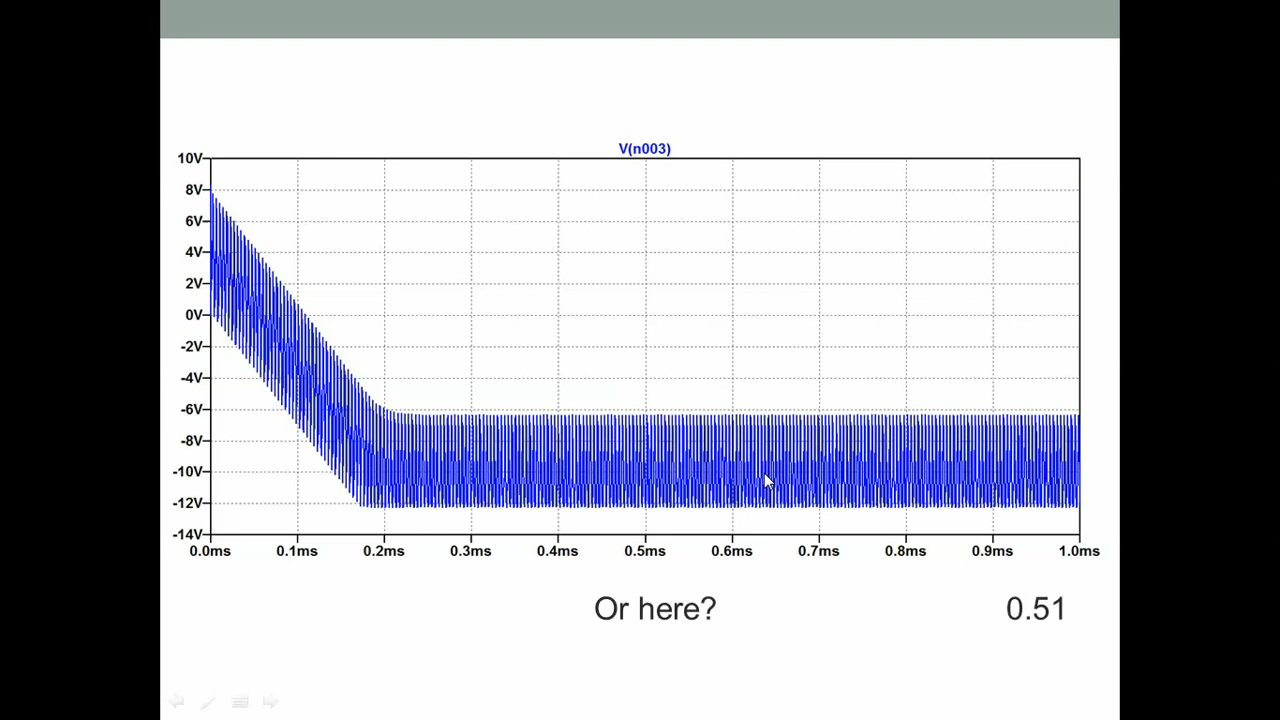 V(n003)
10V
8V
6V
4V
2V
0V
-2V
-4V
-6V
-8V
-10V
-12V
-14V
0.0ms 0.1ms 0.2ms 0.3ms 0.4ms 0.5ms 0.6ms 0.7ms 0.8ms 0.9ms 1.0ms
Or here? 0.51